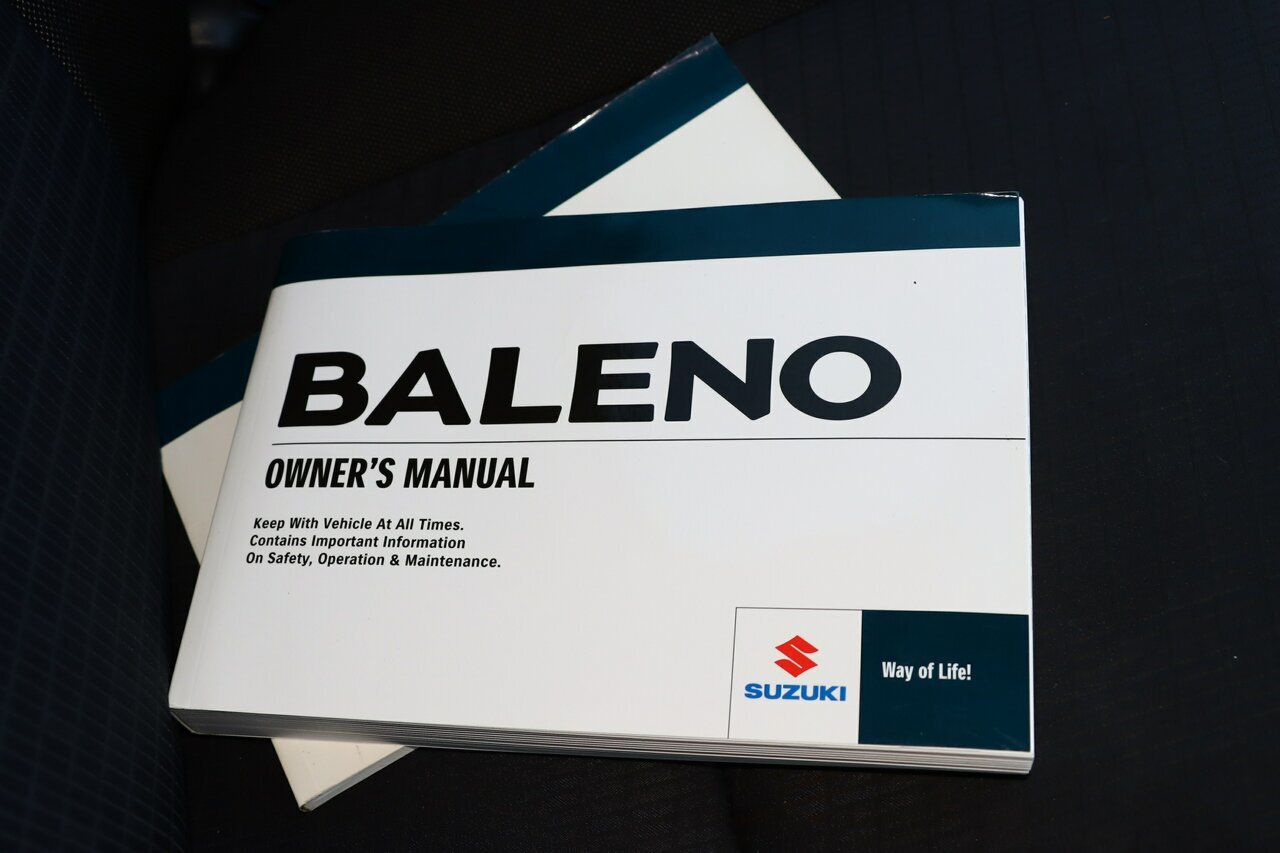 BALENO
OWNER'S MANUAL
Keep With Vehicle At All Times.
Contains Important Information
On Safety, Operation & Maintenance.
SUZUKI
Way of Life!